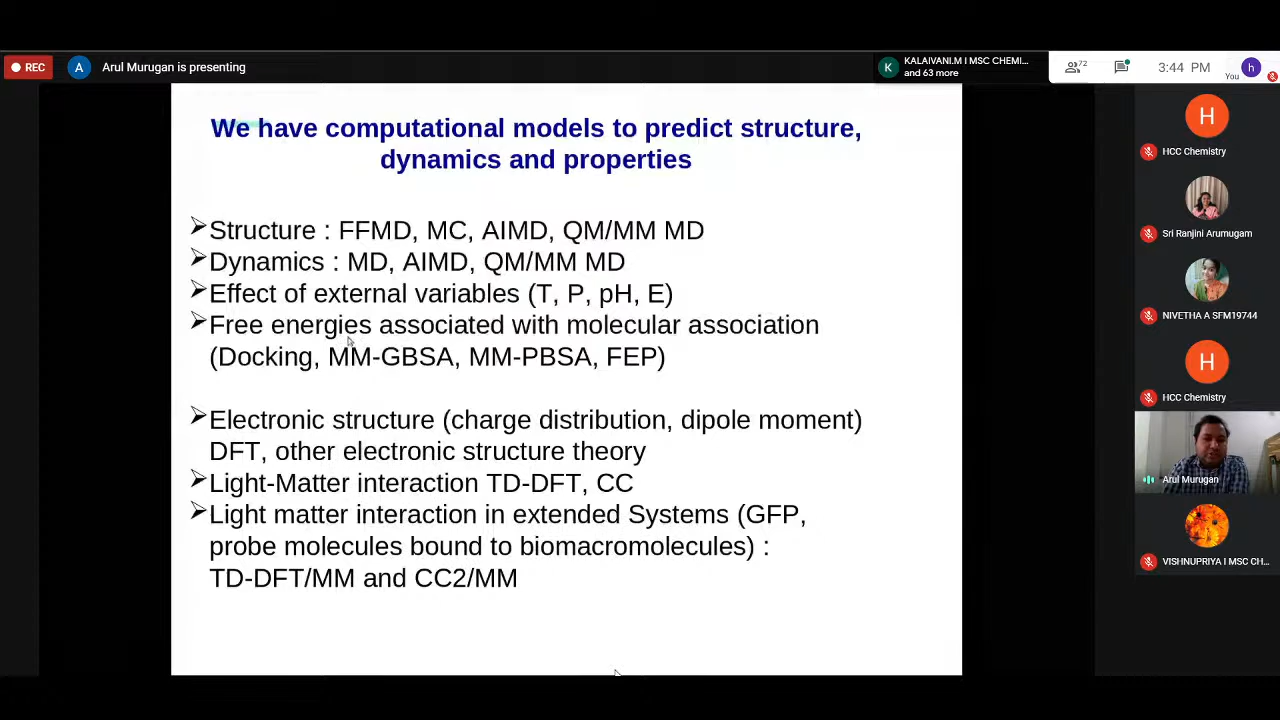 REC
A
Arul Murugan is presenting
K
KALAIVANI.M I MSC CHEMI...
and 63 more
72
3:44 PM
You
h
We have computational models to predict structure,
dynamics and properties
Structure : FFMD, MC, AIMD, QM/MM MD
Dynamics : MD, AIMD, QM/MM MD
Effect of external variables (T, P, pH, E)
Free energies associated with molecular association
(Docking, MM-GBSA, MM-PBSA, FEP)
Electronic structure (charge distribution, dipole moment)
DFT, other electronic structure theory
Light-Matter interaction TD-DFT, CC
Light matter interaction in extended Systems (GFP,
probe molecules bound to biomacromolecules) :
TD-DFT/MM and CC2/MM
H
HCC Chemistry
Sri Ranjini Arumugam
NIVETHA A SFM19744
H
HCC Chemistry
Arul Murugan
VISHNUPRIYA I MSC CH...